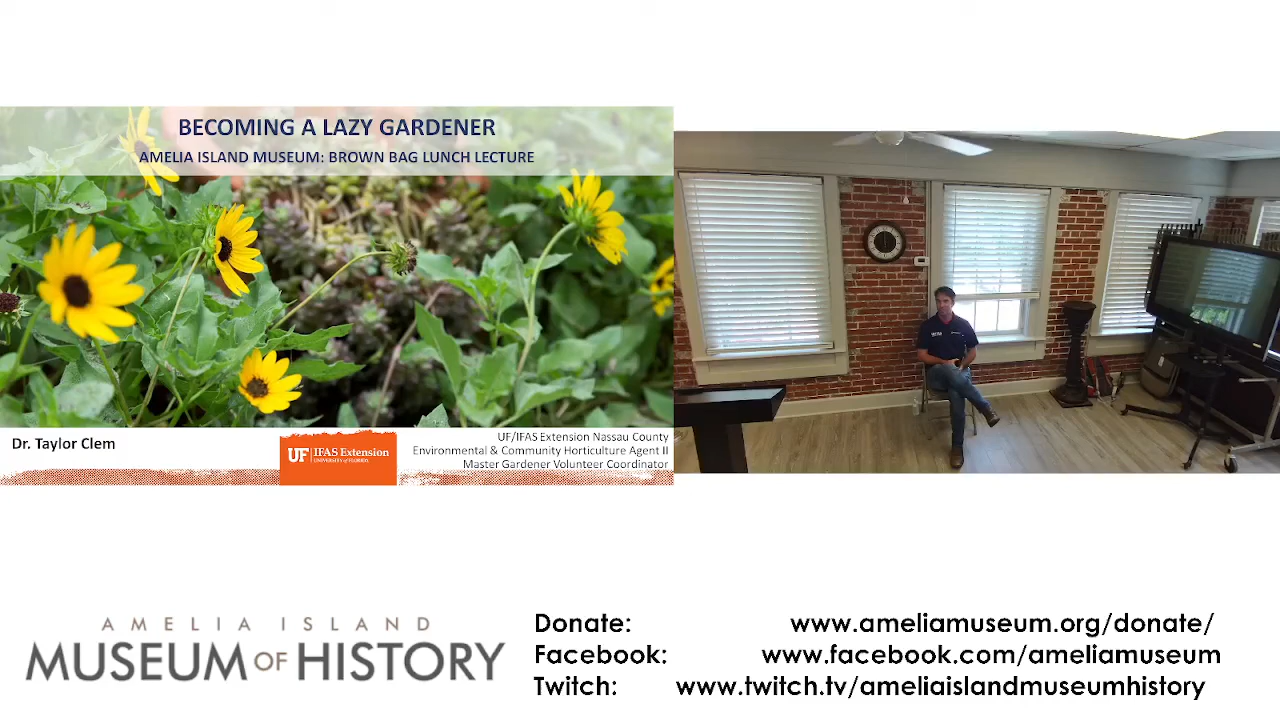 BECOMING A LAZY GARDENER
AMELIA ISLAND MUSEUM: BROWN BAG LUNCH LECTURE
Dr. Taylor Clem
UF IFAS Extension
UNIVERSITY of FLORIDA
UF/IFAS Extension Nassau County
Environmental & Community Horticulture Agent II
Master Gardener Volunteer Coordinator
AMELIA ISLAND
MUSEUM OF HISTORY
Donate: www.ameliamuseum.org/donate/
Facebook: www.facebook.com/ameliamuseum
Twitch: www.twitch.tv/ameliaislandmuseumhistory